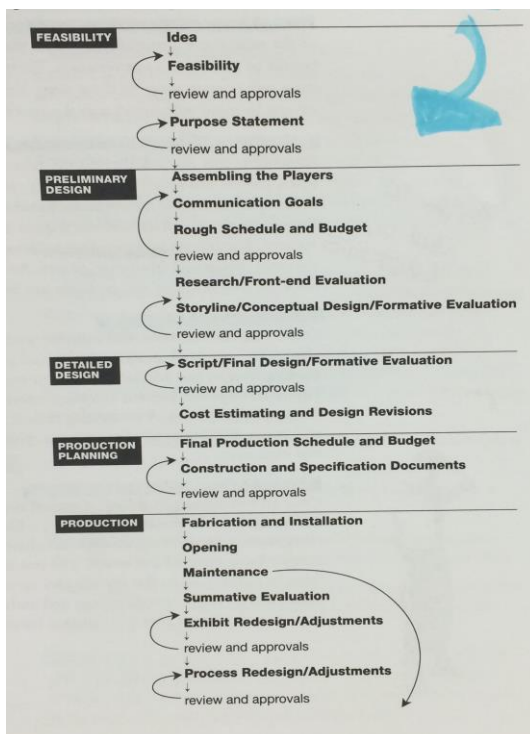 FEASIBILITY Idea
Feasibility
review and approvals
Purpose Statement
review and approvals
PRELIMINARY DESIGN Assembling the Players
Communication Goals
Rough Schedule and Budget
review and approvals
Research/Front-end Evaluation
Storyline/Conceptual Design/Formative Evaluation
review and approvals
DETAILED DESIGN Script/Final Design/Formative Evaluation
review and approvals
Cost Estimating and Design Revisions
PRODUCTION PLANNING Final Production Schedule and Budget
Construction and Specification Documents
review and approvals
PRODUCTION Fabrication and Installation
Opening
Maintenance
Summative Evaluation
Exhibit Redesign/Adjustments
review and approvals
Process Redesign/Adjustments
review and approvals